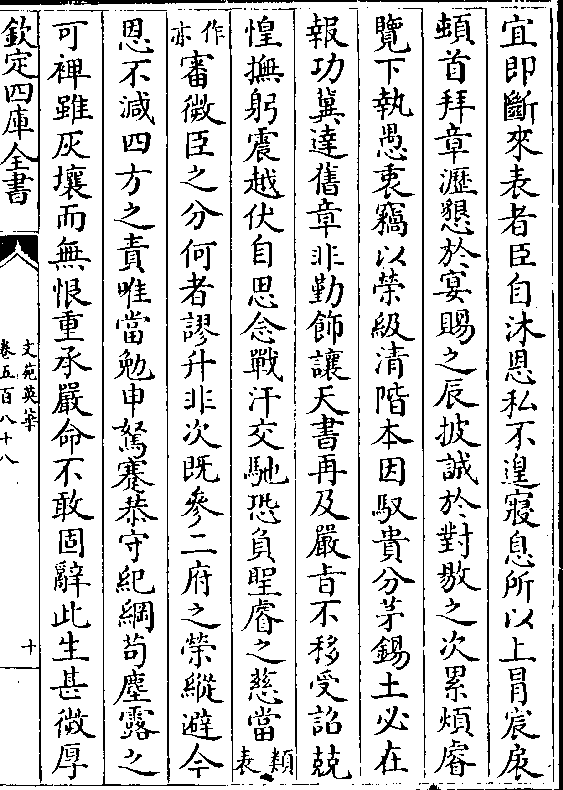 宜即斷來表者臣自沐恩私不遑寢息所以上冒宸扆
頓首拜章瀝懇於宴賜之辰披誠於對敭之次累煩睿
覽下執愚衷竊以榮級清階本因馭貴分茅錫土必在
報功冀達舊章非勤飾讓天書再及嚴旨不移受詔兢
惶撫躬震越伏自思念戰汗交馳恐負聖睿之慈當類表
作亦審微臣之分何者謬升非次既參二府之榮縱避今
恩不減四方之責唯當勉申駑蹇恭守紀綱苟塵露之
可裨雖灰壤而無恨重承嚴命不敢固辭此生甚微厚
欽定四庫全書
文苑英華
卷五百八十八
十